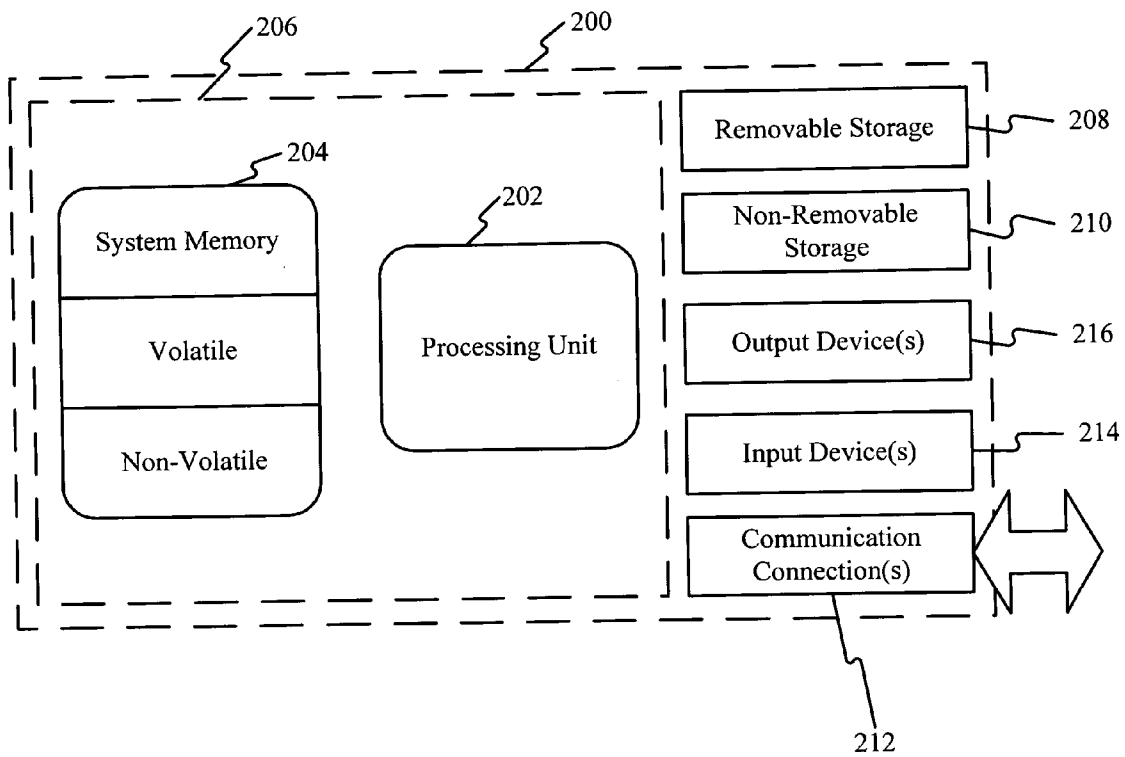 206
200
Removable Storage
208
204
System Memory
202
Non-Removable
Storage
210
Volatile
Processing Unit
Output Device(s)
216
Non-Volatile
Input Device(s)
214
Communication
Connection(s)
212